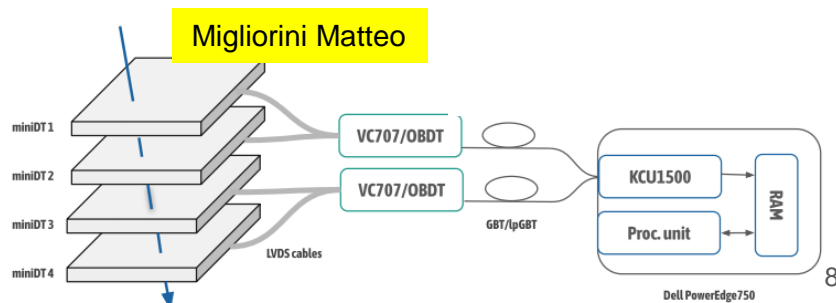 Migliorini Matteo
miniDT 1
miniDT 2
miniDT 3
miniDT 4
LVDS cables
VC707/OBDT
VC707/OBDT
GBT/lpGBT
KCU1500
Proc. unit
RAM
Dell PowerEdge750
8